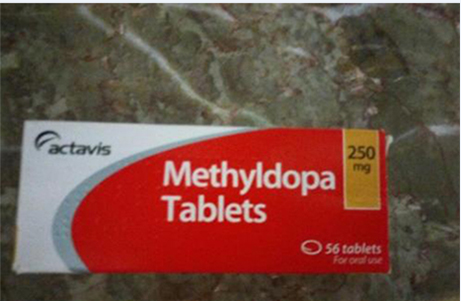 actavis
Methyldopa
Tablets
250
mg
56 tablets
For oral use